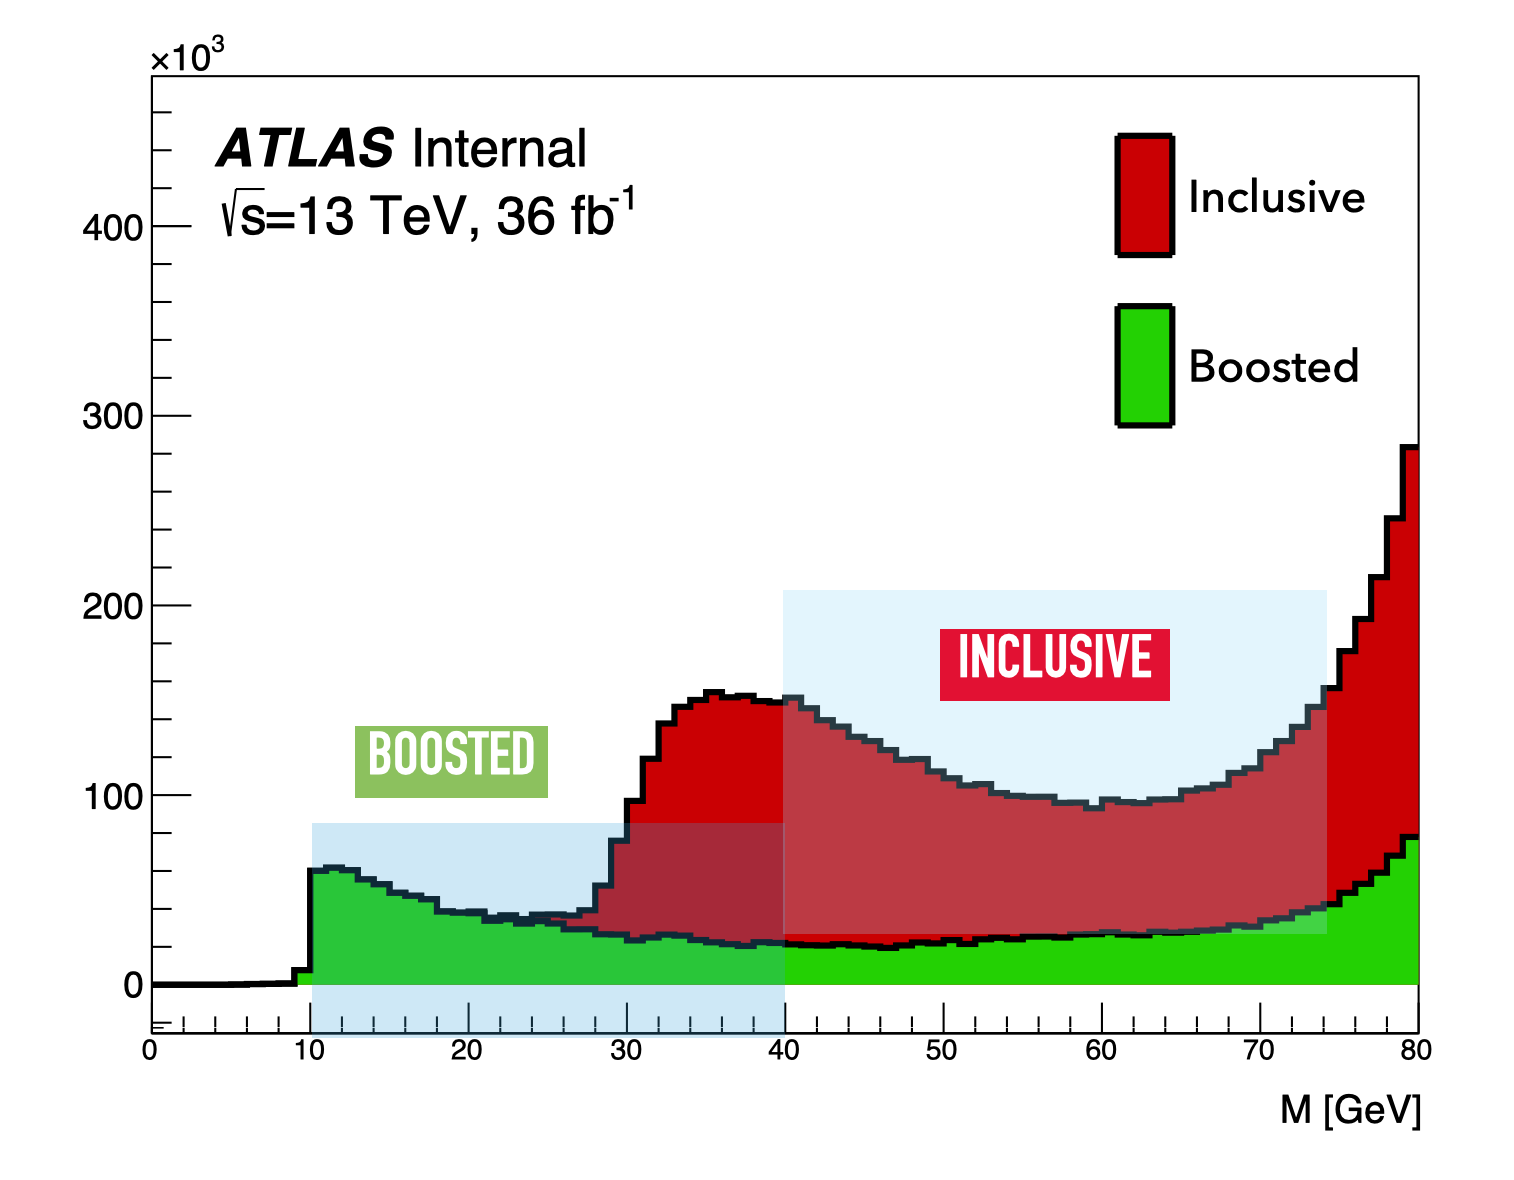 ×10³
ATLAS Internal
√s=13 TeV, 36 fb⁻¹
Inclusive
Boosted
400
300
200
100
0
INCLUSIVE
BOOSTED
0 10 20 30 40 50 60 70 80
M [GeV]